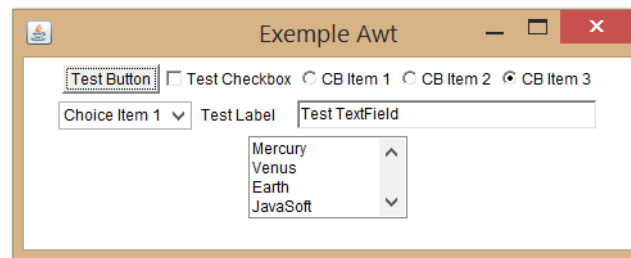 Exemple Awt
Test Button Test Checkbox CB Item 1 CB Item 2 CB Item 3
Choice Item 1 Test Label Test TextField
Mercury
Venus
Earth
JavaSoft